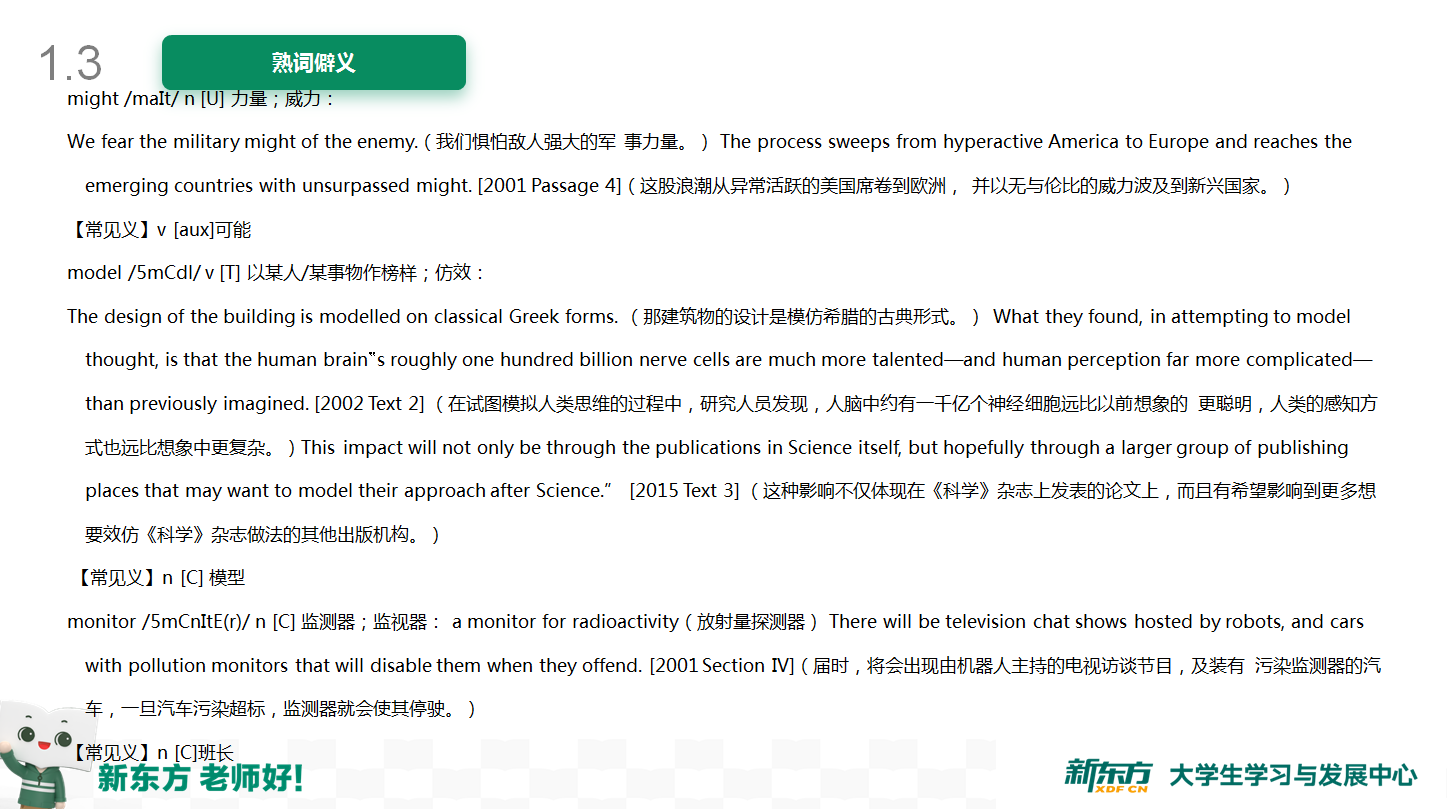 1.3
熟词僻义
might /maIt/ n [U] 力量；威力：
We fear the military might of the enemy.（我们惧怕敌人强大的军 事力量。） The process sweeps from hyperactive America to Europe and reaches the
emerging countries with unsurpassed might. [2001 Passage 4]（这股浪潮从异常活跃的美国席卷到欧洲， 并以无与伦比的威力波及到新兴国家。）
【常见义】v [aux]可能
model /5mCdl/ v [T] 以某人/某事物作榜样；仿效：
The design of the building is modelled on classical Greek forms. （那建筑物的设计是模仿希腊的古典形式。） What they found, in attempting to model
thought, is that the human brain‟s roughly one hundred billion nerve cells are much more talented—and human perception far more complicated—
than previously imagined. [2002 Text 2] （在试图模拟人类思维的过程中，研究人员发现，人脑中约有一千亿个神经细胞远比以前想象的 更聪明，人类的感知方
式也远比想象中更复杂。）This impact will not only be through the publications in Science itself, but hopefully through a larger group of publishing
places that may want to model their approach after Science.” [2015 Text 3] （这种影响不仅体现在《科学》杂志上发表的论文上，而且有希望影响到更多想
要效仿《科学》杂志做法的其他出版机构。）
【常见义】n [C] 模型
monitor /5mCnItE(r)/ n [C] 监测器；监视器： a monitor for radioactivity（放射量探测器） There will be television chat shows hosted by robots, and cars
with pollution monitors that will disable them when they offend. [2001 Section Ⅳ]（届时，将会出现由机器人主持的电视访谈节目，及装有 污染监测器的汽
车，一旦汽车污染超标，监测器就会使其停驶。）
【常见义】n [C]班长
新东方 老师好!
新东方 XDF.CN 大学生学习与发展中心